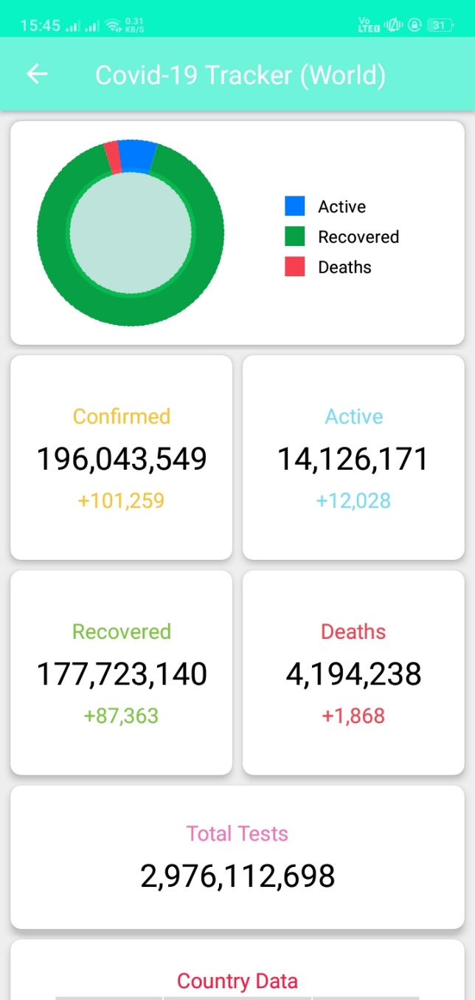 15:45 0.31 KB/S Vo LTE 31
Covid-19 Tracker (World)
Active
Recovered
Deaths
Confirmed
196,043,549
+101,259
Active
14,126,171
+12,028
Recovered
177,723,140
+87,363
Deaths
4,194,238
+1,868
Total Tests
2,976,112,698
Country Data